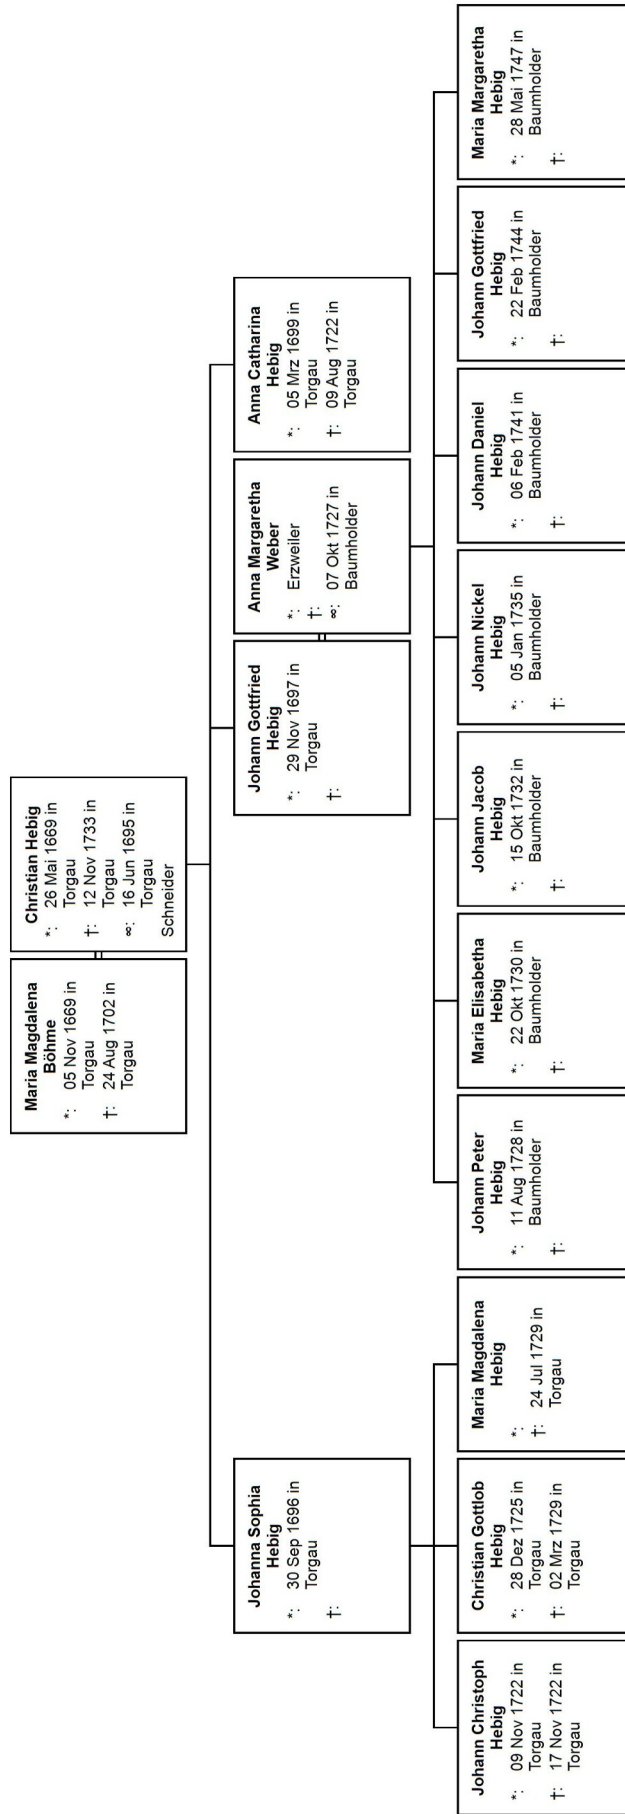 Maria Magdalena
Böhme
*: 05 Nov 1669 in
Torgau
†: 24 Aug 1702 in
Torgau
Christian Hebig
*: 26 Mai 1669 in
Torgau
†: 12 Nov 1733 in
Torgau
∞: 16 Jun 1695 in
Torgau
Schneider
Johanna Sophia
Hebig
*: 30 Sep 1696 in
Torgau
†:
Johann Gottfried
Hebig
*: 29 Nov 1697 in
Torgau
†:
Anna Margaretha
Weber
*: Erzweiler
†:
∞: 07 Okt 1727 in
Baumholder
Anna Catharina
Hebig
*: 05 Mrz 1699 in
Torgau
†: 09 Aug 1722 in
Torgau
Johann Christoph
Hebig
*: 09 Nov 1722 in
Torgau
†: 17 Nov 1722 in
Torgau
Christian Gottlob
Hebig
*: 28 Dez 1725 in
Torgau
†: 02 Mrz 1729 in
Torgau
Maria Magdalena
Hebig
*:
†: 24 Jul 1729 in
Torgau
Johann Peter
Hebig
*: 11 Aug 1728 in
Baumholder
†:
Maria Elisabetha
Hebig
*: 22 Okt 1730 in
Baumholder
†:
Johann Jacob
Hebig
*: 15 Okt 1732 in
Baumholder
†:
Johann Nickel
Hebig
*: 05 Jan 1735 in
Baumholder
†:
Johann Daniel
Hebig
*: 06 Feb 1741 in
Baumholder
†:
Johann Gottfried
Hebig
*: 22 Feb 1744 in
Baumholder
†:
Maria Margaretha
Hebig
*: 28 Mai 1747 in
Baumholder
†: